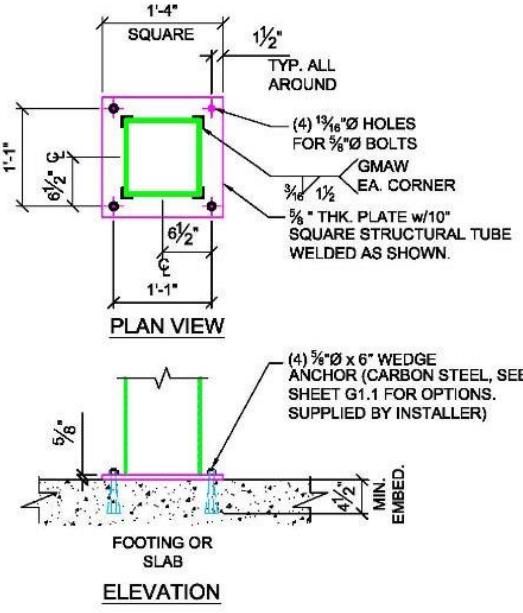 1'-4"
SQUARE
1½"
TYP. ALL
AROUND
(4) 13/16"Ø HOLES
FOR ⅝"Ø BOLTS
1'-1"
6½"
℄
GMAW
EA. CORNER
3/16
1½
⅝ " THK. PLATE w/10"
SQUARE STRUCTURAL TUBE
WELDED AS SHOWN.
6½"
℄
1'-1"
PLAN VIEW
(4) ⅝"Ø x 6" WEDGE
ANCHOR (CARBON STEEL, SEE
SHEET G1.1 FOR OPTIONS.
SUPPLIED BY INSTALLER)
5/8"
4½"
MIN.
EMBED.
FOOTING OR
SLAB
ELEVATION